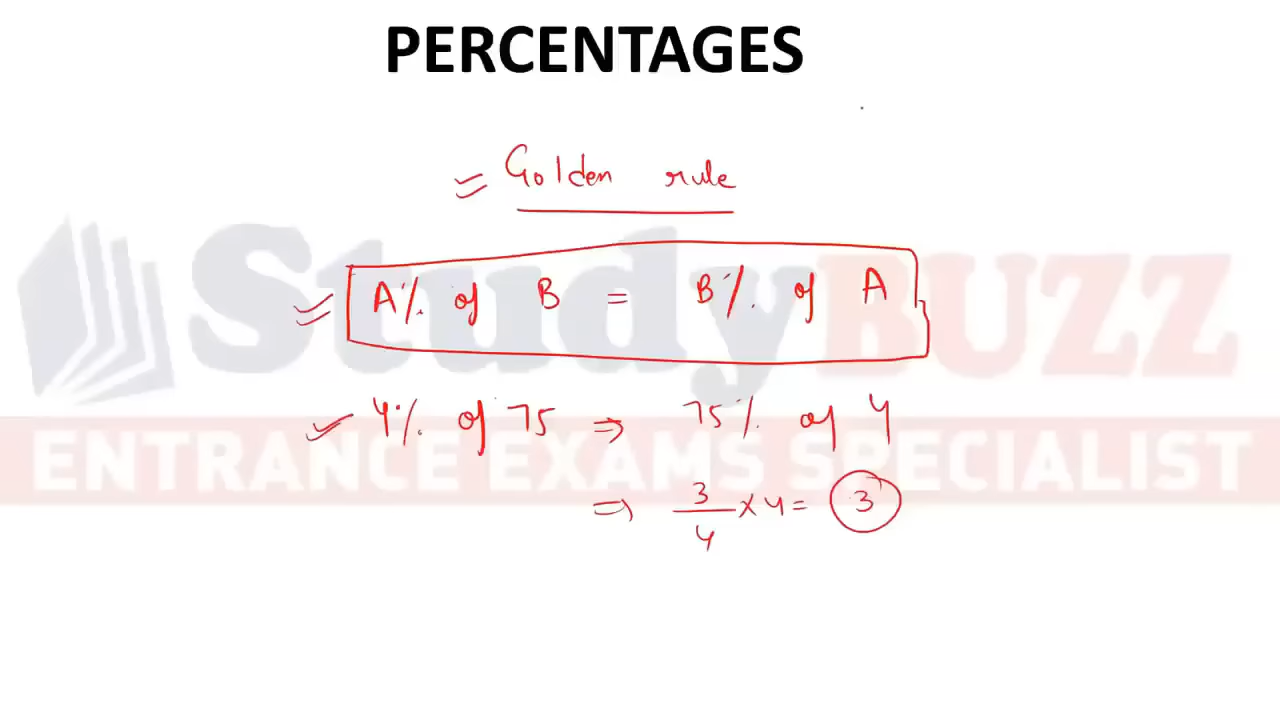 PERCENTAGES
Golden rule
A% of B = B% of A
4% of 75 ⇒ 75% of 4
⇒ 3/4 × 4 = 3
StudyBUZZ
ENTRANCE EXAMS SPECIALIST